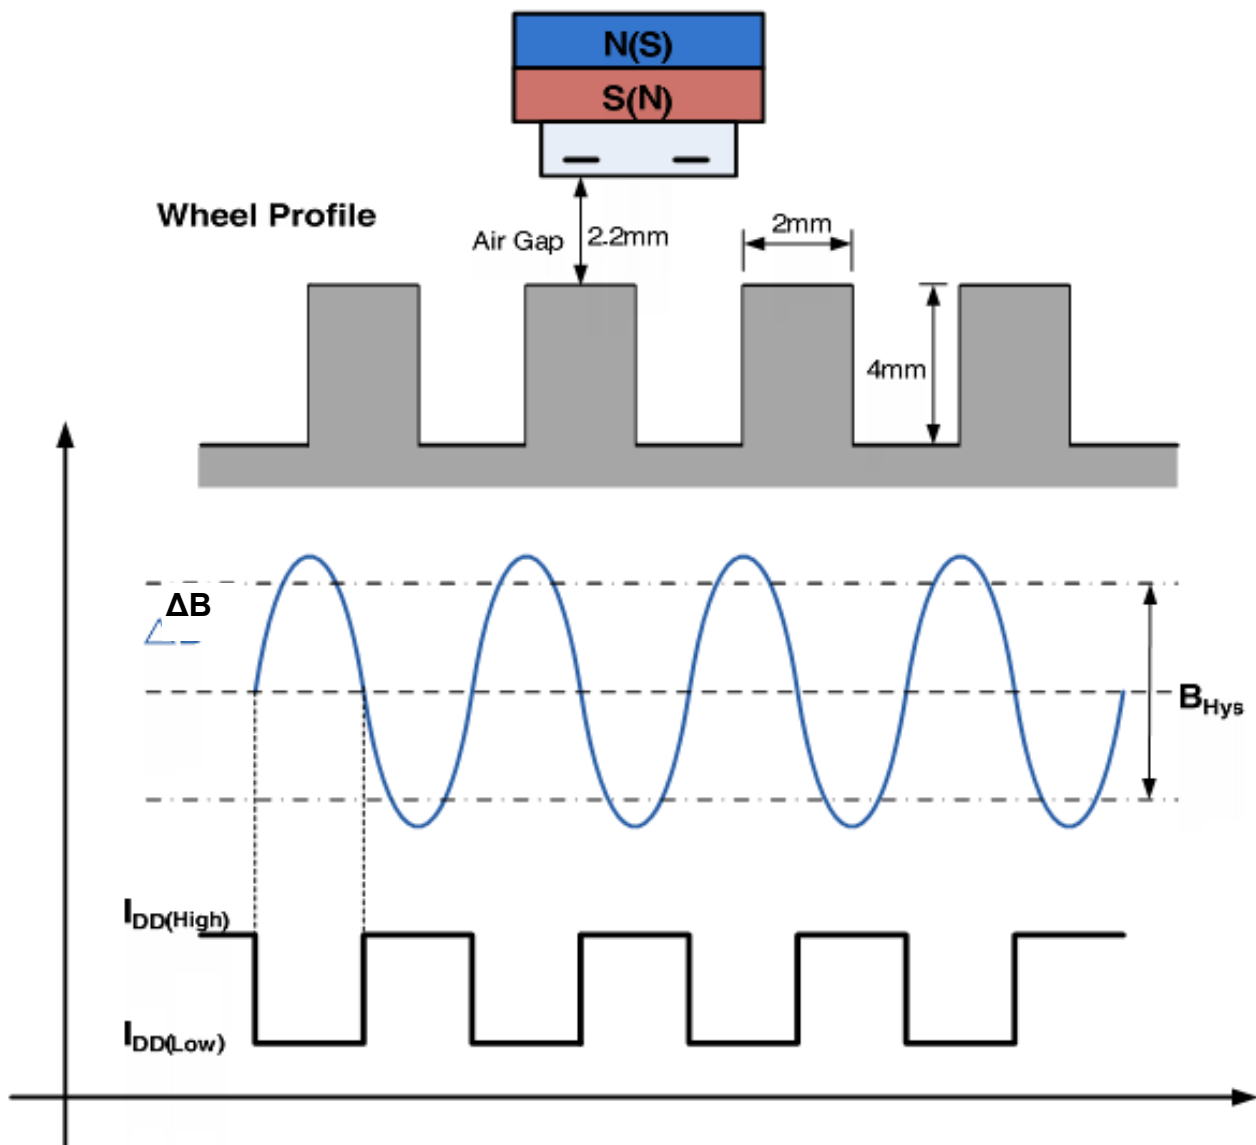 N(S)
S(N)
Wheel Profile
Air Gap
2.2mm
2mm
4mm
ΔB
BHys
IDD(High)
IDD(Low)